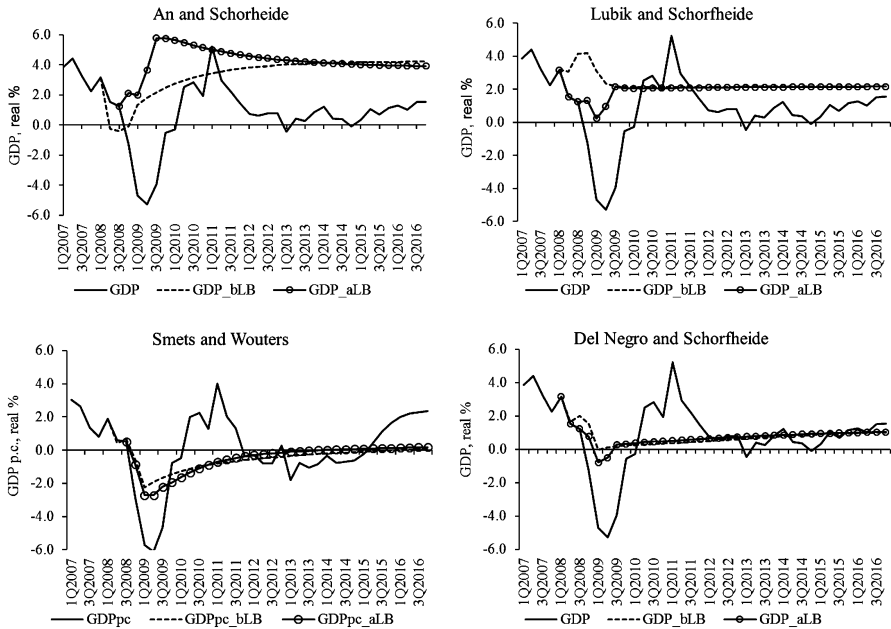 An and Schorheide
GDP, real %
6.0
4.0
2.0
0.0
-2.0
-4.0
-6.0
1Q2007
3Q2007
1Q2008
3Q2008
1Q2009
3Q2009
1Q2010
3Q2010
1Q2011
3Q2011
1Q2012
3Q2012
1Q2013
3Q2013
1Q2014
3Q2014
1Q2015
3Q2015
1Q2016
3Q2016
GDP GDP_bLB GDP_aLB
Lubik and Schorfheide
GDP, real %
6.0
4.0
2.0
0.0
-2.0
-4.0
-6.0
1Q2007
3Q2007
1Q2008
3Q2008
1Q2009
3Q2009
1Q2010
3Q2010
1Q2011
3Q2011
1Q2012
3Q2012
1Q2013
3Q2013
1Q2014
3Q2014
1Q2015
3Q2015
1Q2016
3Q2016
GDP GDP_bLB GDP_aLB
Smets and Wouters
GDP p.c., real %
6.0
4.0
2.0
0.0
-2.0
-4.0
-6.0
1Q2007
3Q2007
1Q2008
3Q2008
1Q2009
3Q2009
1Q2010
3Q2010
1Q2011
3Q2011
1Q2012
3Q2012
1Q2013
3Q2013
1Q2014
3Q2014
1Q2015
3Q2015
1Q2016
3Q2016
GDPpc GDPpc_bLB GDPpc_aLB
Del Negro and Schorfheide
GDP, real %
6.0
4.0
2.0
0.0
-2.0
-4.0
-6.0
1Q2007
3Q2007
1Q2008
3Q2008
1Q2009
3Q2009
1Q2010
3Q2010
1Q2011
3Q2011
1Q2012
3Q2012
1Q2013
3Q2013
1Q2014
3Q2014
1Q2015
3Q2015
1Q2016
3Q2016
GDP GDP_bLB GDP_aLB